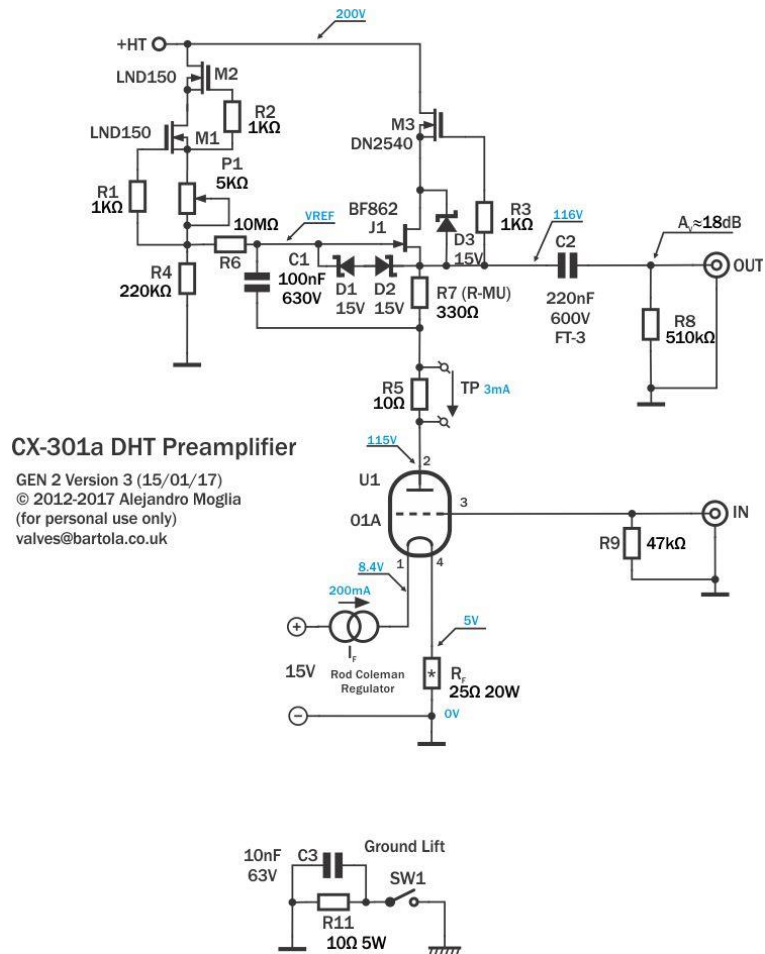 200V
+HT
LND150
M2
R2
1KΩ
LND150
M1
M3
DN2540
P1
5KΩ
R1
1KΩ
BF862
J1
R3
1KΩ
VREF
10MΩ
R6
D3
15V
116V
C2
Av≈18dB
OUT
C1
100nF
630V
D1
15V
D2
15V
R4
220KΩ
R7 (R-MU)
330Ω
220nF
600V
FT-3
R8
510kΩ
R5
10Ω
TP 3mA
CX-301a DHT Preamplifier
GEN 2 Version 3 (15/01/17)
© 2012-2017 Alejandro Moglia
(for personal use only)
valves@bartola.co.uk
115V
2
U1
01A
3
IN
R9
47kΩ
1
4
8.4V
200mA
+
15V
IF
Rod Coleman
Regulator
5V
*
RF
25Ω 20W
−
0V
10nF
63V
C3
Ground Lift
SW1
R11
10Ω 5W